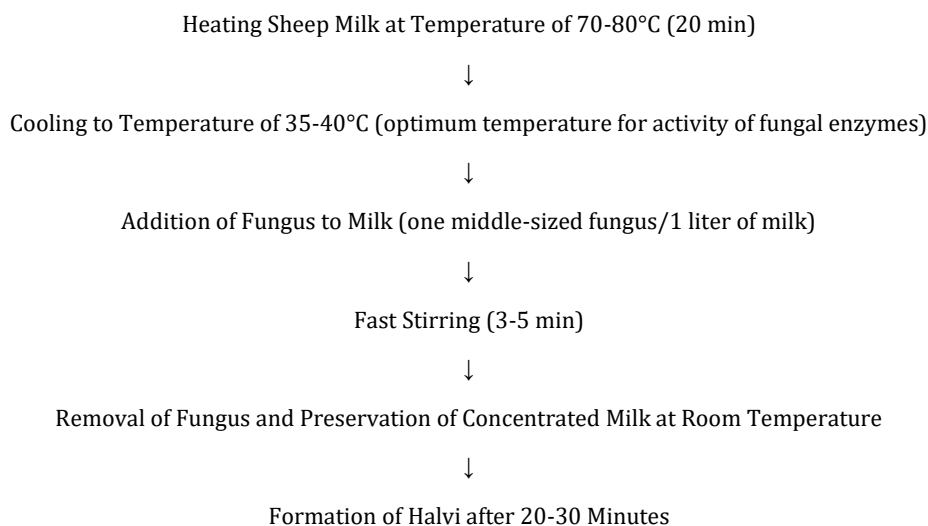 Heating Sheep Milk at Temperature of 70-80°C (20 min)
↓
Cooling to Temperature of 35-40°C (optimum temperature for activity of fungal enzymes)
↓
Addition of Fungus to Milk (one middle-sized fungus/1 liter of milk)
↓
Fast Stirring (3-5 min)
↓
Removal of Fungus and Preservation of Concentrated Milk at Room Temperature
↓
Formation of Halvi after 20-30 Minutes